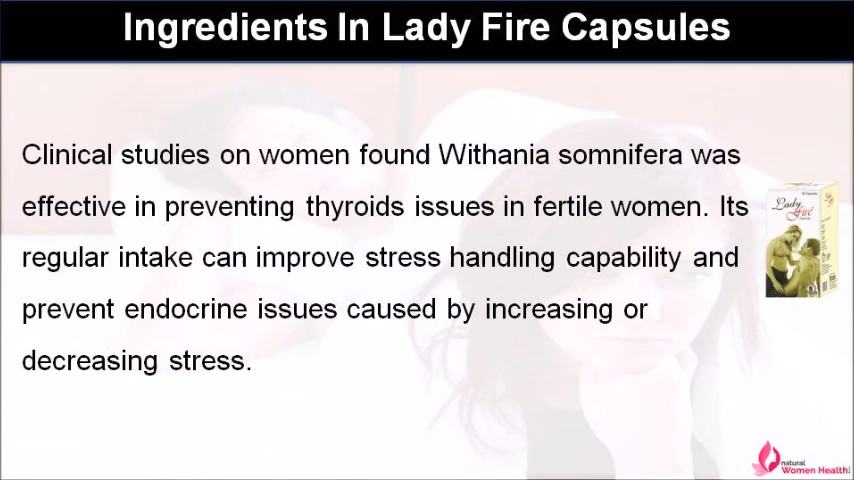 Ingredients In Lady Fire Capsules
Clinical studies on women found Withania somnifera was
effective in preventing thyroids issues in fertile women. Its
regular intake can improve stress handling capability and
prevent endocrine issues caused by increasing or
decreasing stress.
Lady
Fire
natural
Women Health